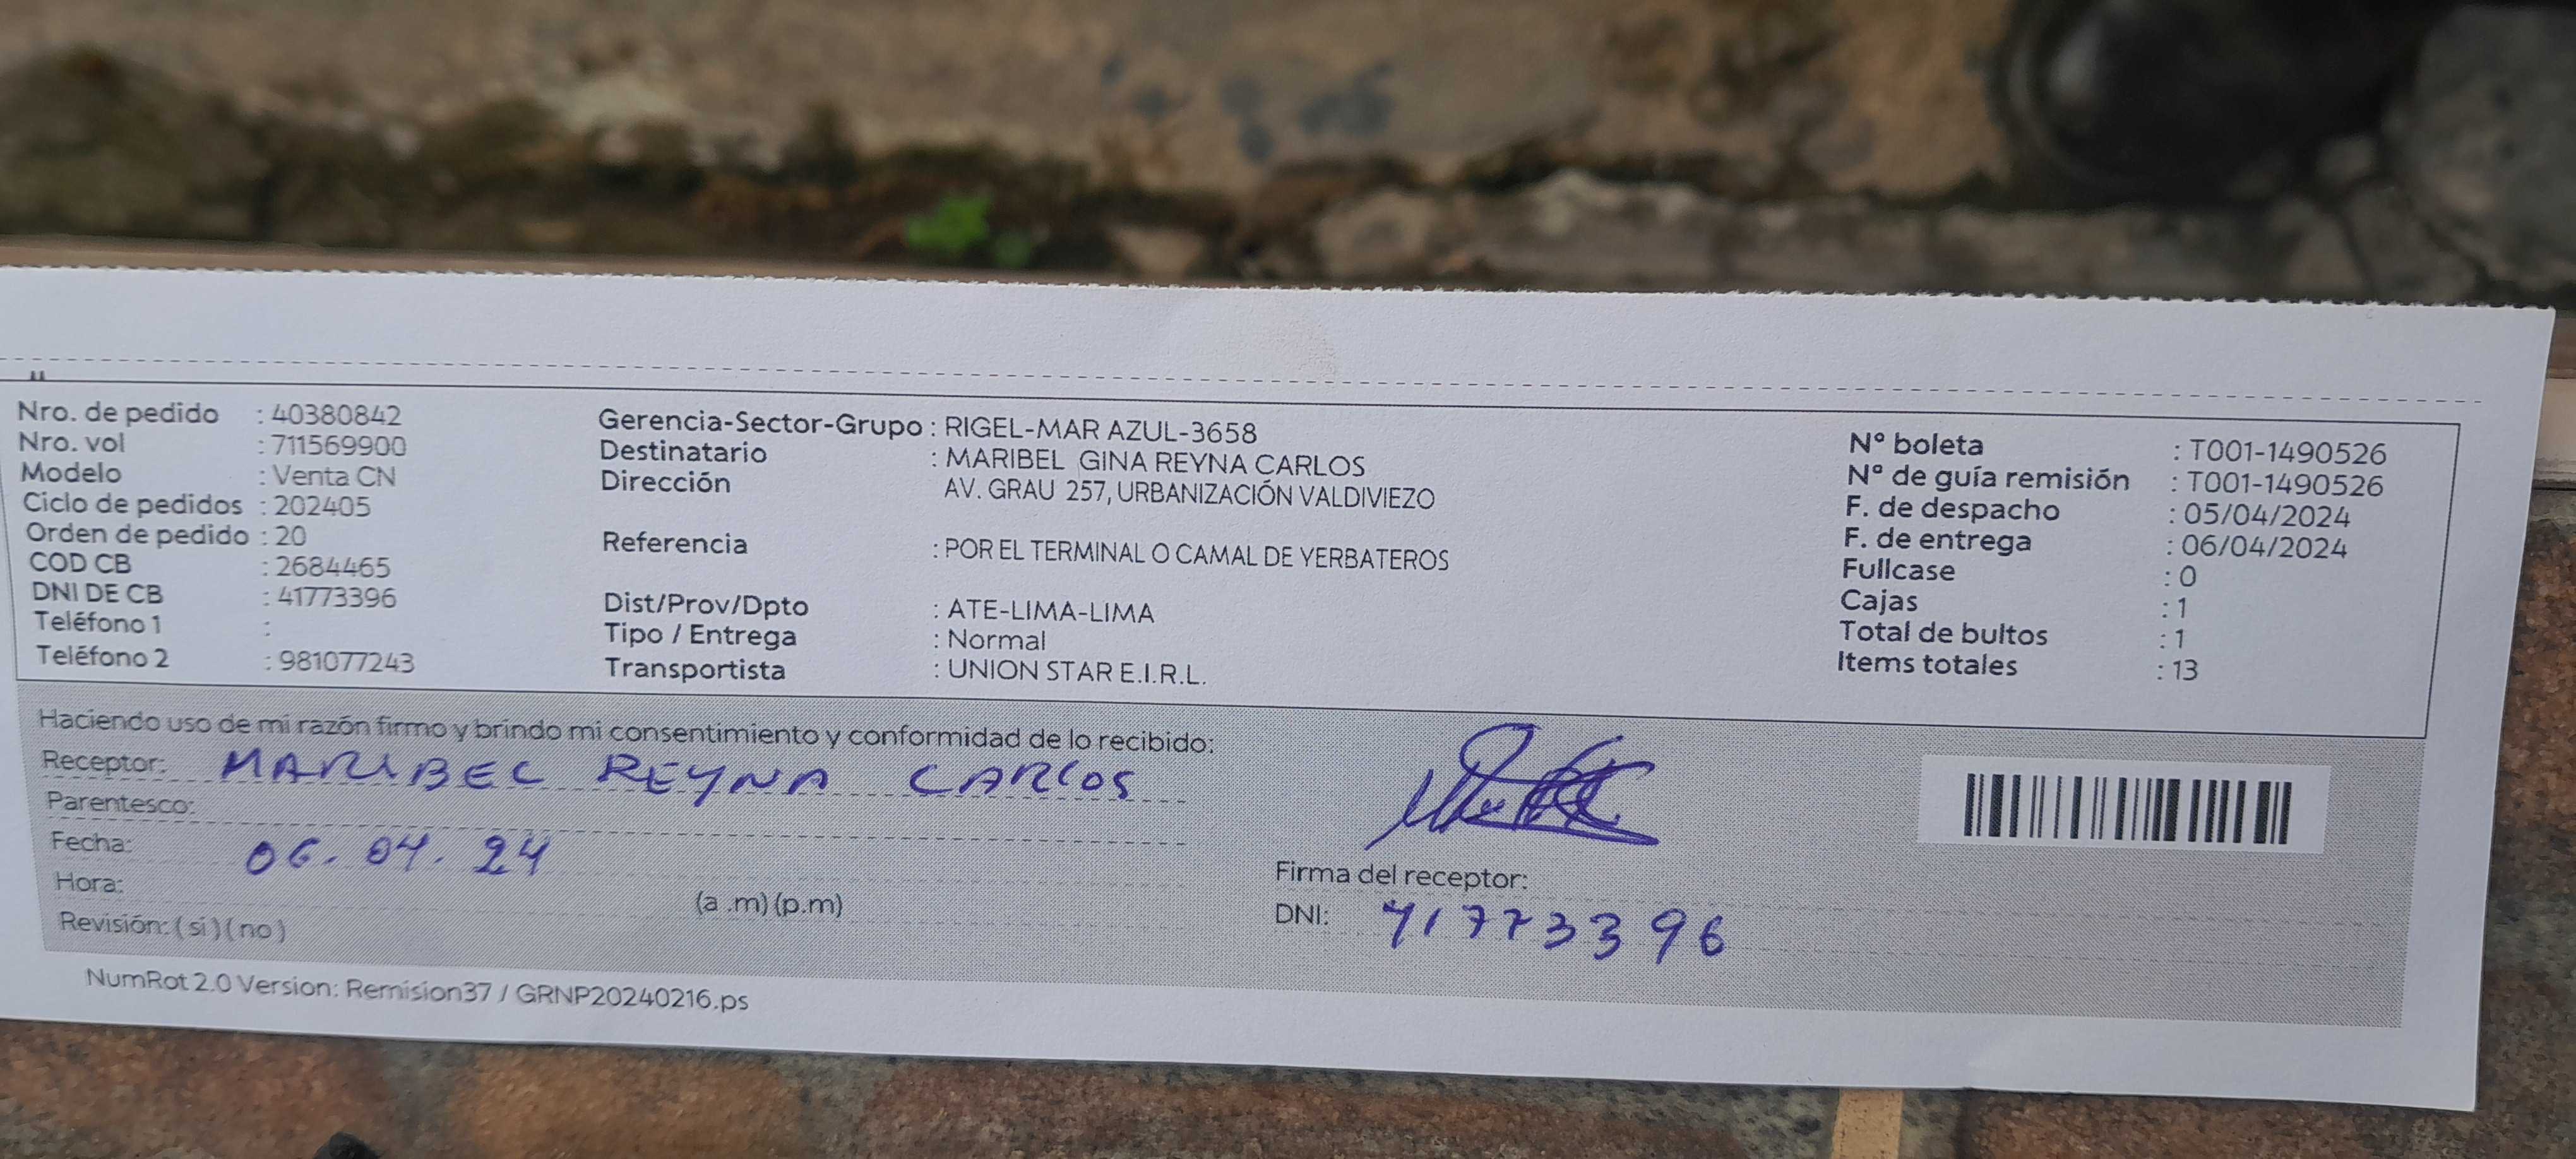 Nro. de pedido : 40380842
Nro. vol : 711569900
Modelo : Venta CN
Ciclo de pedidos : 202405
Orden de pedido : 20
COD CB : 2684465
DNI DE CB : 41773396
Teléfono 1 :
Teléfono 2 : 981077243
Gerencia-Sector-Grupo : RIGEL-MAR AZUL-3658
Destinatario : MARIBEL GINA REYNA CARLOS
Dirección AV. GRAU 257, URBANIZACIÓN VALDIVIEZO
Referencia : POR EL TERMINAL O CAMAL DE YERBATEROS
Dist/Prov/Dpto : ATE-LIMA-LIMA
Tipo / Entrega : Normal
Transportista : UNION STAR E.I.R.L.
N° boleta : T001-1490526
N° de guía remisión : T001-1490526
F. de despacho : 05/04/2024
F. de entrega : 06/04/2024
Fullcase : 0
Cajas : 1
Total de bultos : 1
Items totales : 13
Haciendo uso de mi razón firmo y brindo mi consentimiento y conformidad de lo recibido:
Receptor: MARIBEL REYNA CARLOS
Parentesco:
Fecha: 06.04.24
Hora: (a .m) (p.m)
Revisión: ( si ) ( no )
Firma del receptor:
DNI: 41773396
NumRot 2.0 Version: Remision37 / GRNP20240216.ps